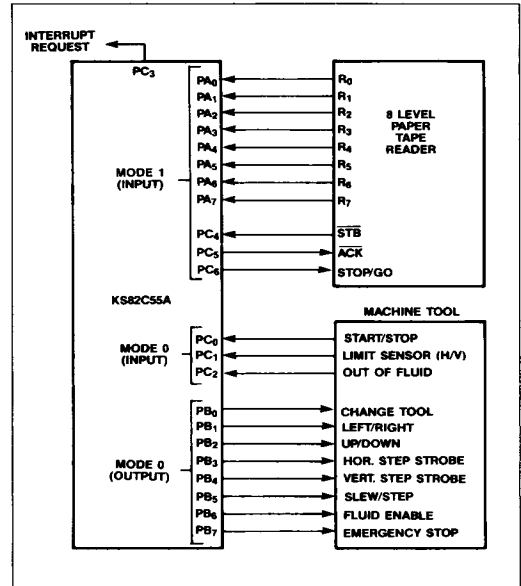 INTERRUPT
REQUEST
PC3
MODE 1
(INPUT)
PA0
PA1
PA2
PA3
PA4
PA5
PA6
PA7
PC4
PC5
PC6
R0
R1
R2
R3
R4
R5
R6
R7
STB
ACK
STOP/GO
8 LEVEL
PAPER
TAPE
READER
KS82C55A
MACHINE TOOL
MODE 0
(INPUT)
PC0
PC1
PC2
START/STOP
LIMIT SENSOR (H/V)
OUT OF FLUID
MODE 0
(OUTPUT)
PB0
PB1
PB2
PB3
PB4
PB5
PB6
PB7
CHANGE TOOL
LEFT/RIGHT
UP/DOWN
HOR. STEP STROBE
VERT. STEP STROBE
SLEW/STEP
FLUID ENABLE
EMERGENCY STOP